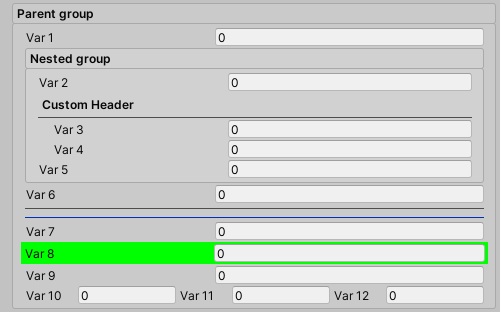 Parent group
Var 1 0
Nested group
Var 2 0
Custom Header
Var 3 0
Var 4 0
Var 5 0
Var 6 0
Var 7 0
Var 8 0
Var 9 0
Var 10 0 Var 11 0 Var 12 0